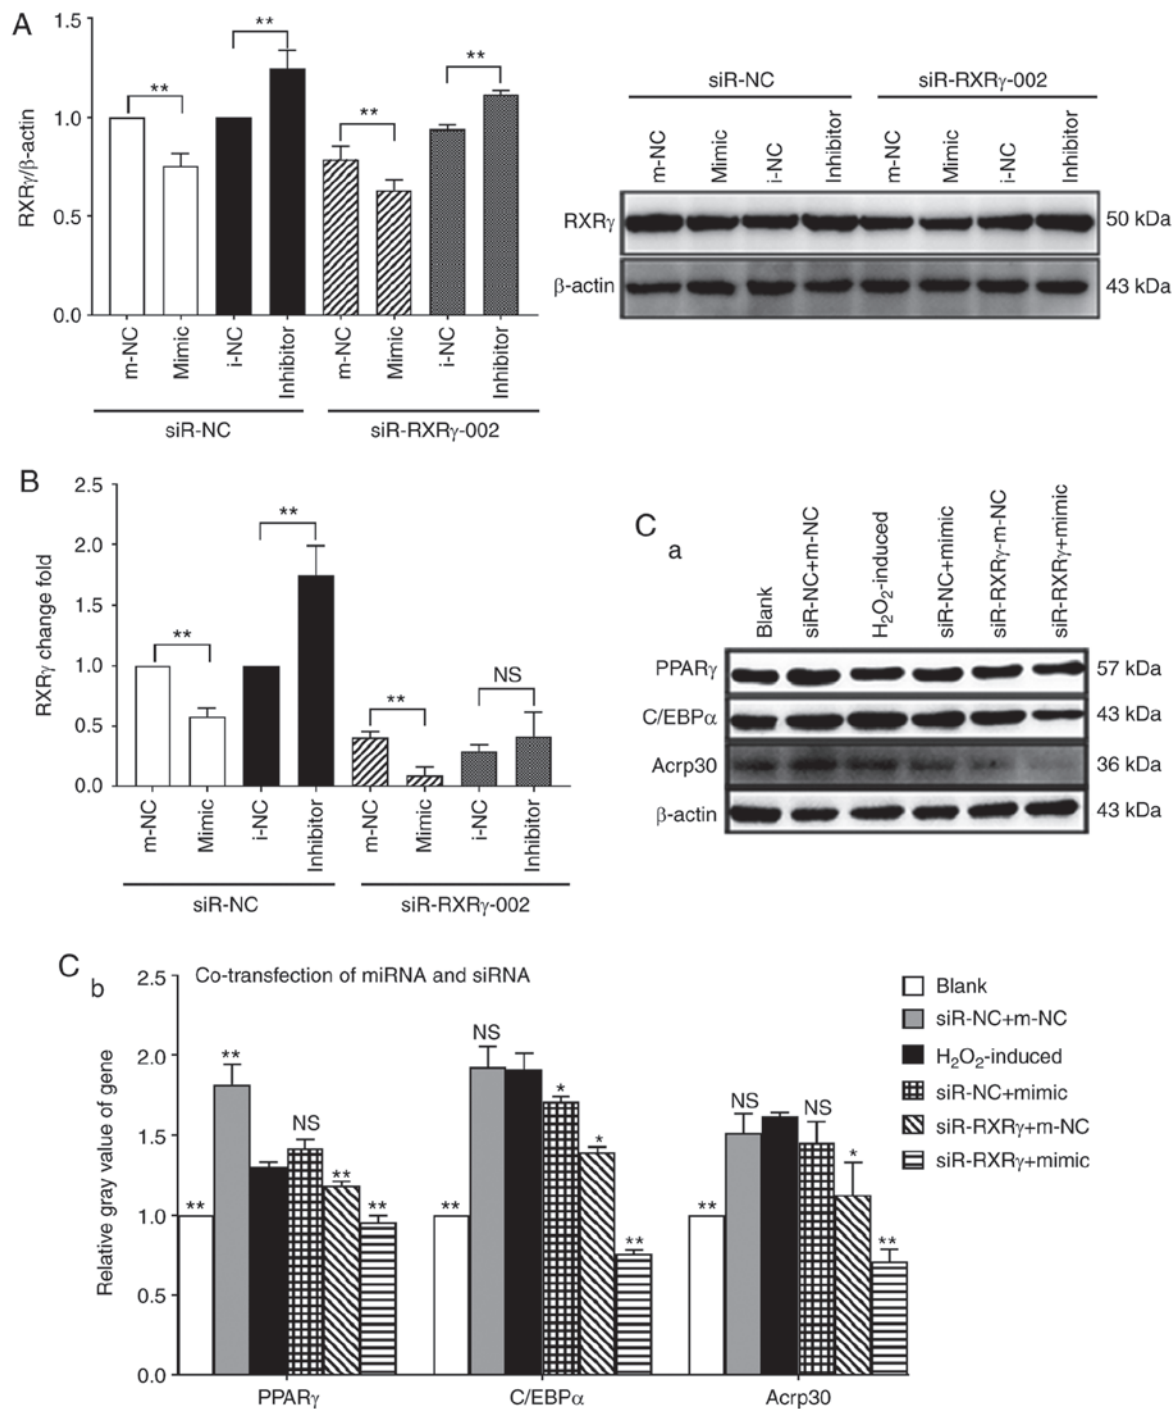 A
1.5
1.0
0.5
0.0
RXRγ/β-actin
**
**
**
**
m-NC
Mimic
i-NC
Inhibitor
m-NC
Mimic
i-NC
Inhibitor
siR-NC
siR-RXRγ-002
siR-NC
siR-RXRγ-002
m-NC
Mimic
i-NC
Inhibitor
m-NC
Mimic
i-NC
Inhibitor
RXRγ
50 kDa
β-actin
43 kDa
B
2.5
2.0
1.5
1.0
0.5
0.0
RXRγ change fold
**
**
**
NS
m-NC
Mimic
i-NC
Inhibitor
m-NC
Mimic
i-NC
Inhibitor
siR-NC
siR-RXRγ-002
C
a
Blank
siR-NC+m-NC
H2O2-induced
siR-NC+mimic
siR-RXRγ-m-NC
siR-RXRγ+mimic
PPARγ
57 kDa
C/EBPα
43 kDa
Acrp30
36 kDa
β-actin
43 kDa
C
b
Co-transfection of miRNA and siRNA
2.5
2.0
1.5
1.0
0.5
0.0
Relative gray value of gene
**
**
NS
**
**
**
NS
*
*
**
**
NS
NS
*
**
PPARγ
C/EBPα
Acrp30
Blank
siR-NC+m-NC
H2O2-induced
siR-NC+mimic
siR-RXRγ+m-NC
siR-RXRγ+mimic